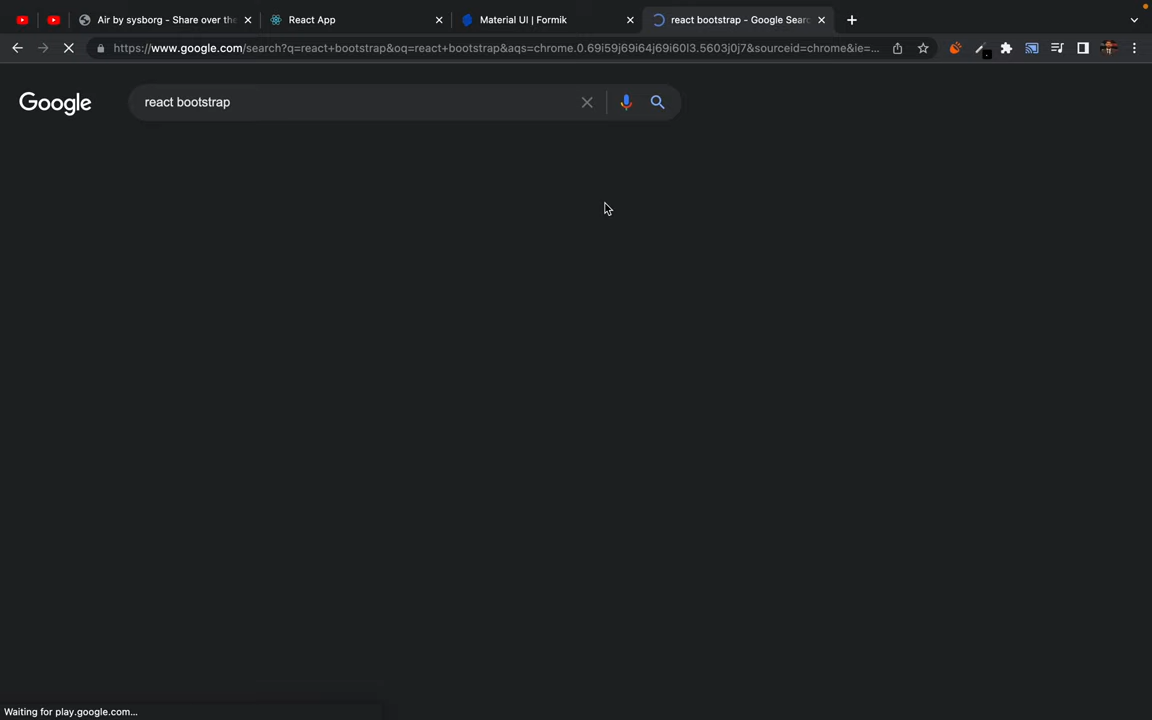 Air by sysborg - Share over the
React App
Material UI | Formik
react bootstrap - Google Searc
https://www.google.com/search?q=react+bootstrap&oq=react+bootstrap&aqs=chrome.0.69i59j69i64j69i60l3.5603j0j7&sourceid=chrome&ie=...
Google
react bootstrap
Waiting for play.google.com...